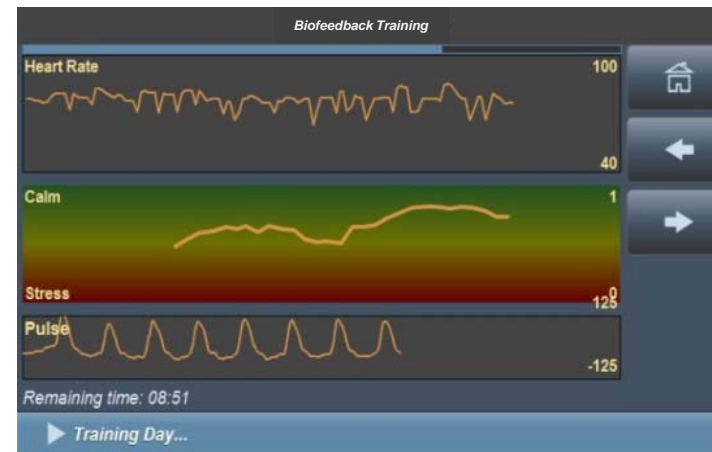 Biofeedback Training
Heart Rate 100
40
Calm 1
Stress 0
125
Pulse
-125
Remaining time: 08:51
Training Day...